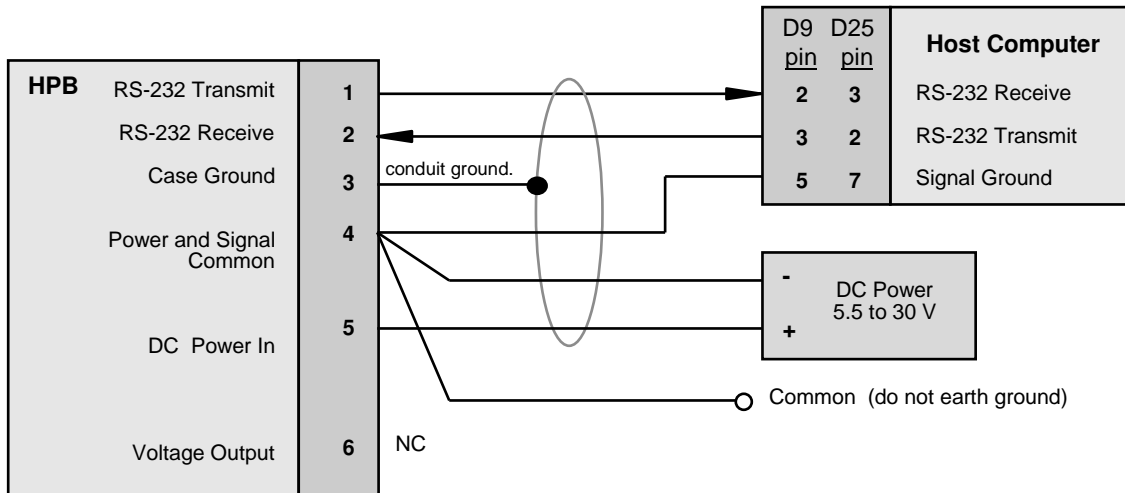 HPB
RS-232 Transmit 1
RS-232 Receive 2
Case Ground 3
Power and Signal
Common
4
DC Power In 5
Voltage Output 6
NC
conduit ground.
D9 D25
pin pin
Host Computer
2 3 RS-232 Receive
3 2 RS-232 Transmit
5 7 Signal Ground
-
DC Power
5.5 to 30 V
+
Common (do not earth ground)